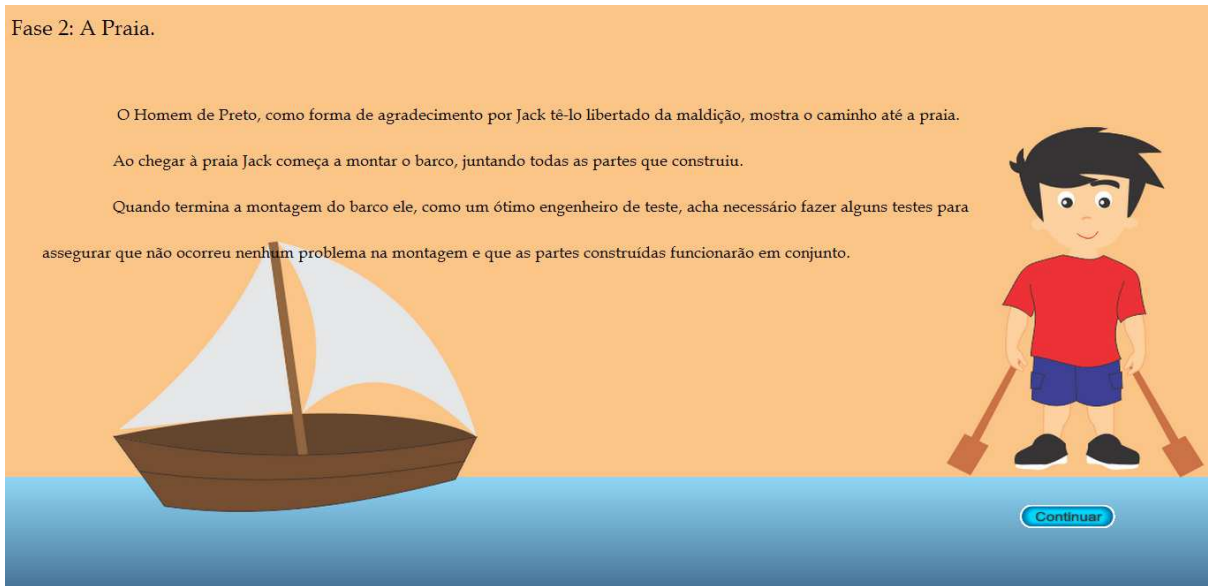 Fase 2: A Praia.
O Homem de Preto, como forma de agradecimento por Jack tê-lo libertado da maldição, mostra o caminho até a praia.
Ao chegar à praia Jack começa a montar o barco, juntando todas as partes que construiu.
Quando termina a montagem do barco ele, como um ótimo engenheiro de teste, acha necessário fazer alguns testes para
assegurar que não ocorreu nenhum problema na montagem e que as partes construídas funcionarão em conjunto.
Continuar